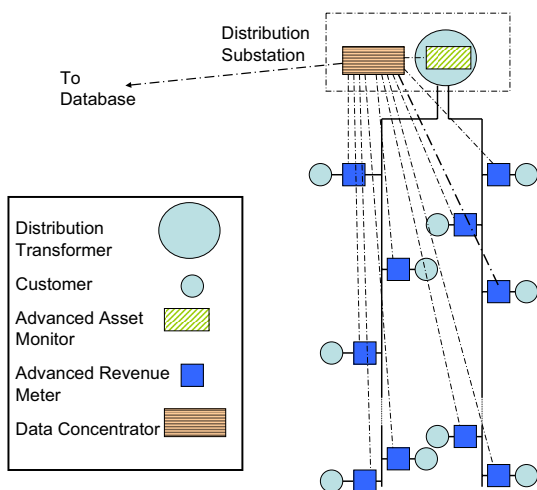 Distribution
Substation
To
Database
Distribution
Transformer
Customer
Advanced Asset
Monitor
Advanced Revenue
Meter
Data Concentrator